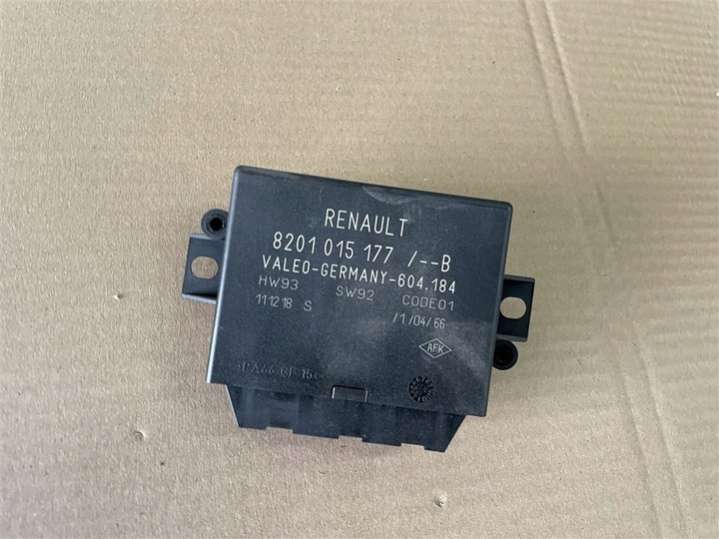 RENAULT
8201 015 177 /--B
VALEO-GERMANY-604.184
HW93 SW92 CODE01
111218 S /1/04/66
AFK